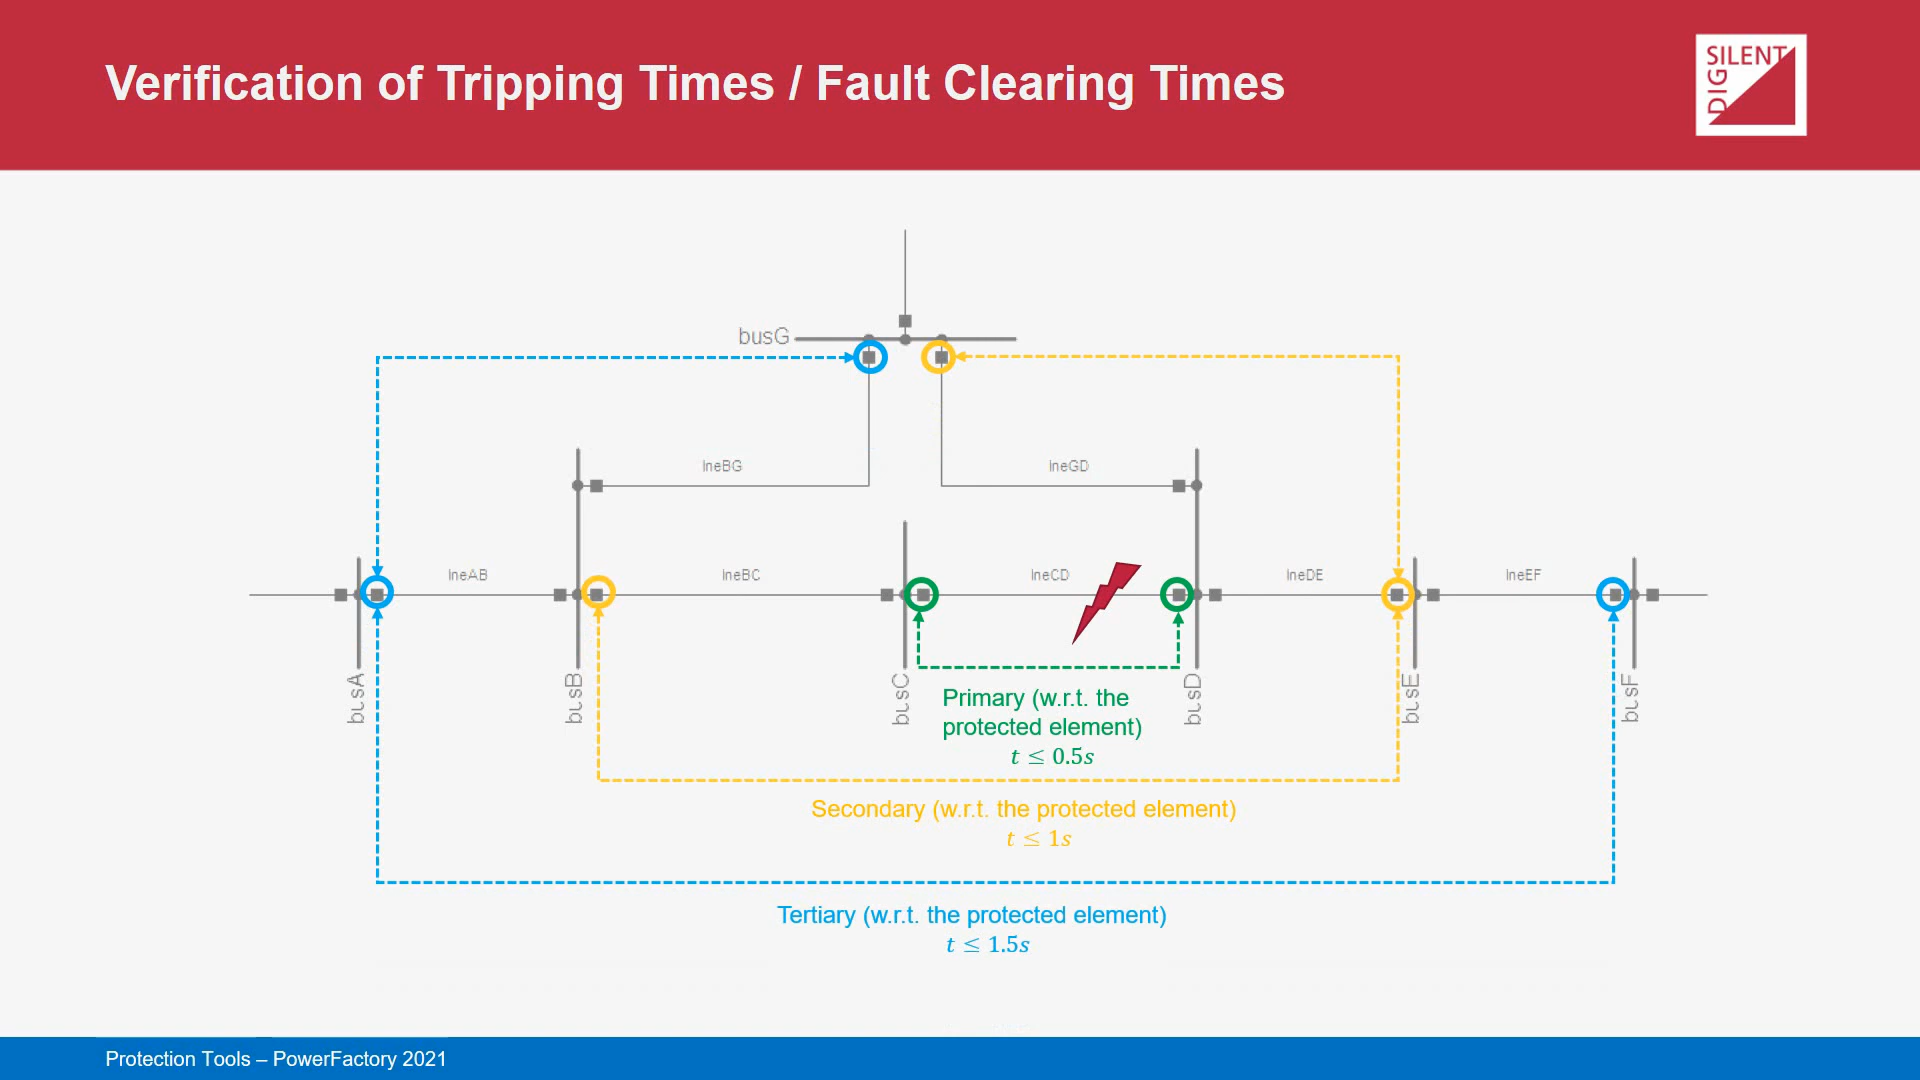 Verification of Tripping Times / Fault Clearing Times
DIG SILENT
busG
lneBG
lneGD
lneAB
lneBC
lneCD
lneDE
lneEF
busA
busB
busC
busD
busE
busF
Primary (w.r.t. the
protected element)
t ≤ 0.5s
Secondary (w.r.t. the protected element)
t ≤ 1s
Tertiary (w.r.t. the protected element)
t ≤ 1.5s
Protection Tools – PowerFactory 2021